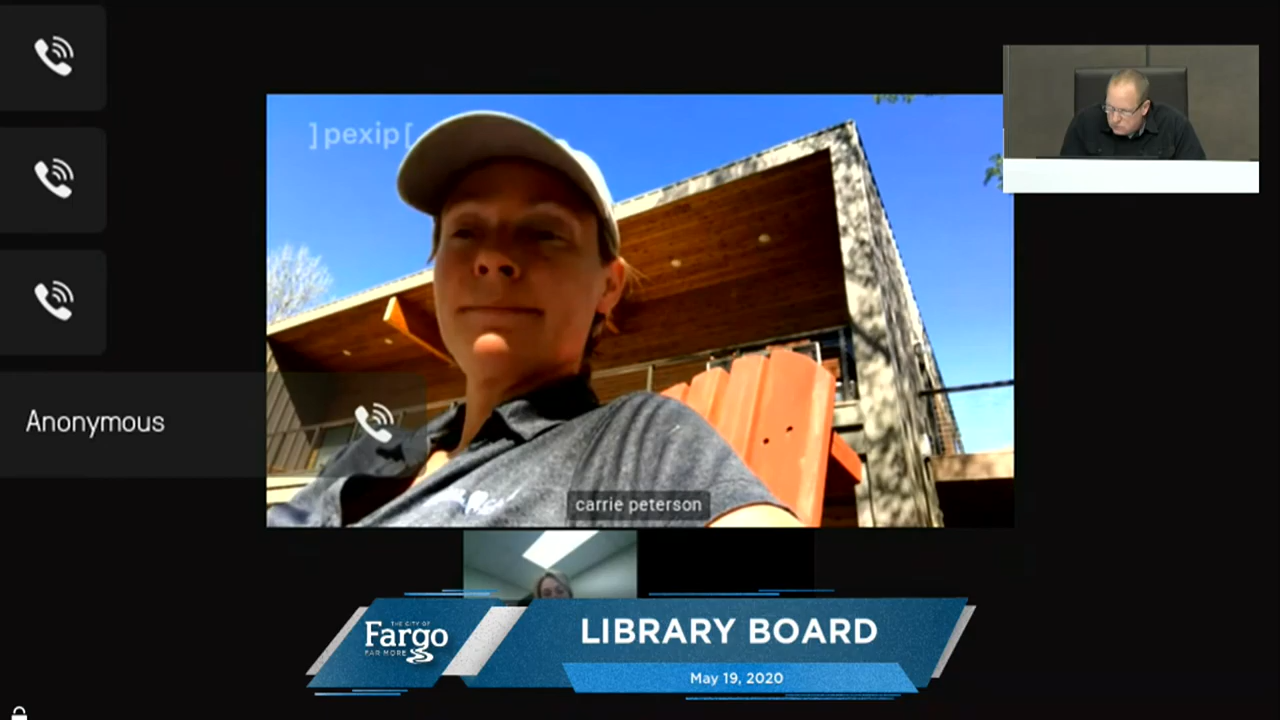 ]pexip[
Anonymous
carrie peterson
THE CITY OF
Fargo
FAR MORE
LIBRARY BOARD
May 19, 2020